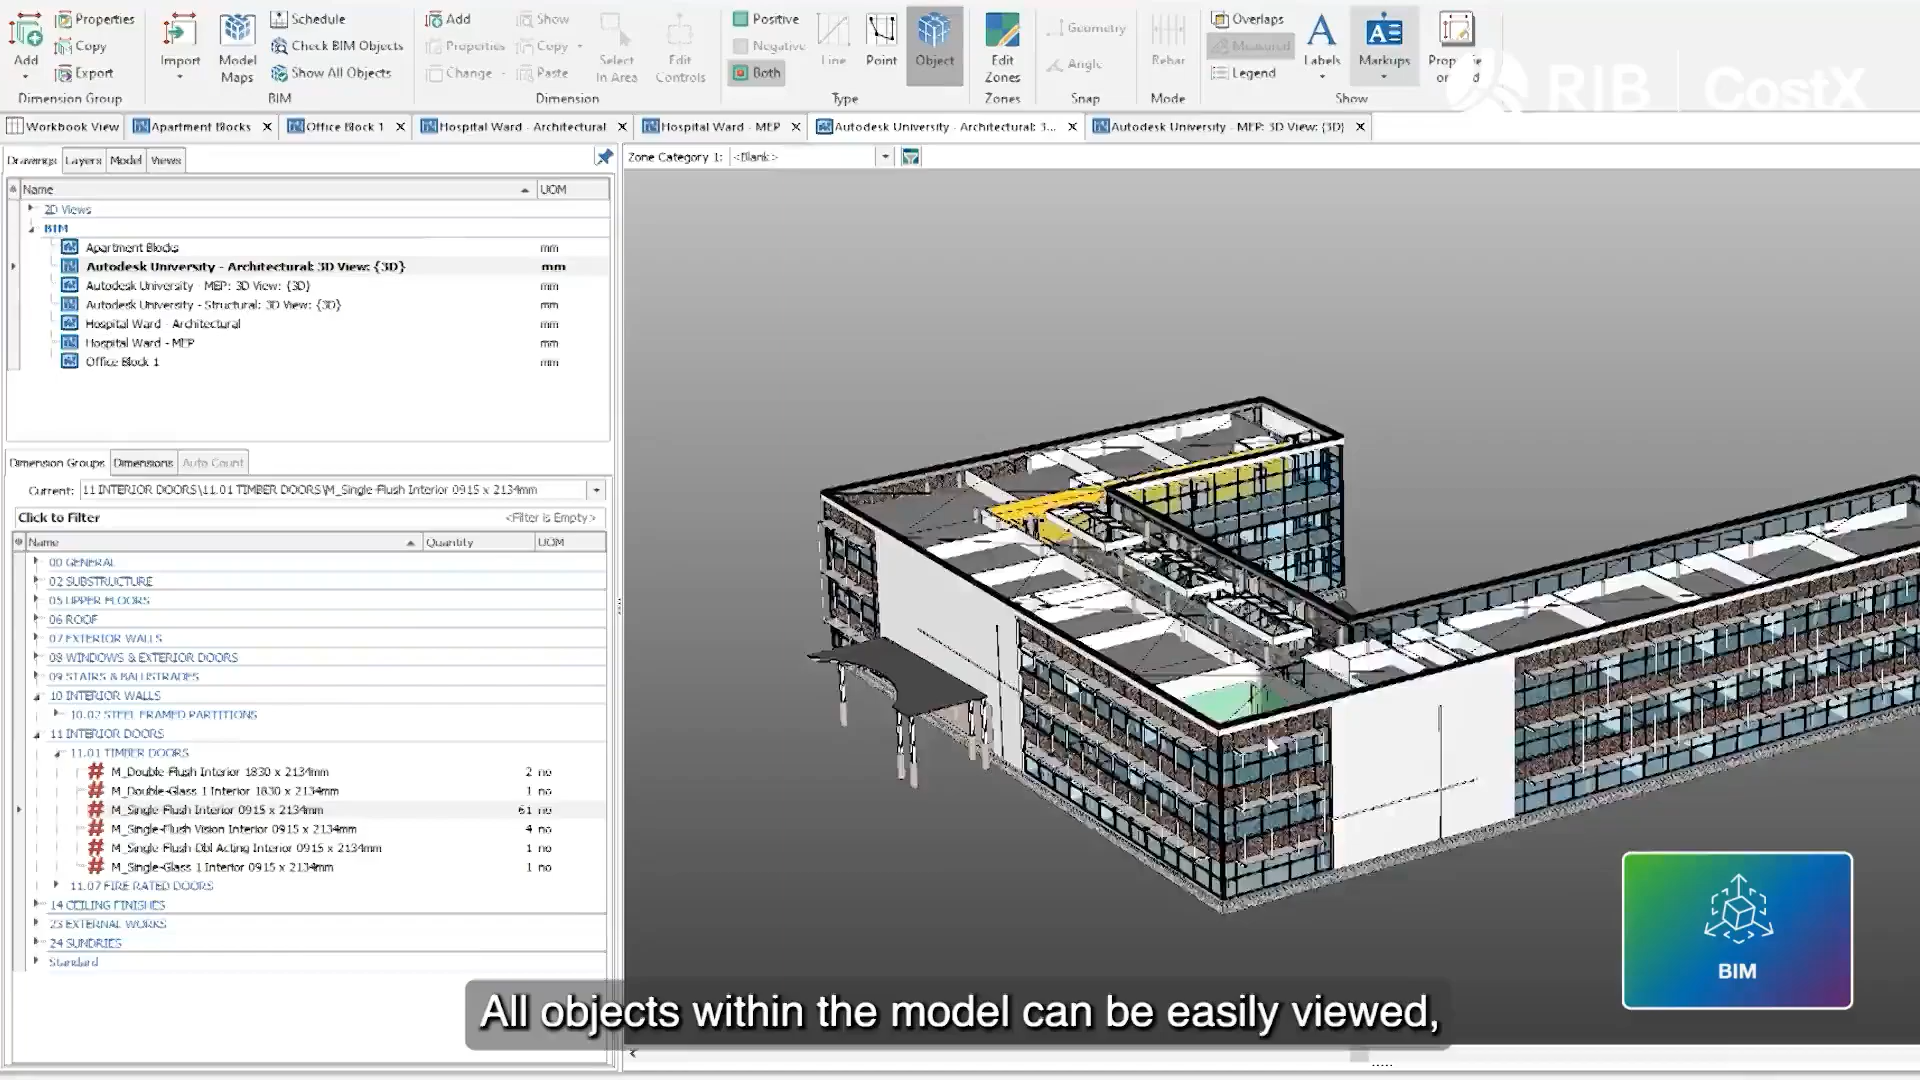 Add
Properties
Copy
Export
Dimension Group
Import
Model Maps
Schedule
Check BIM Objects
Show All Objects
BIM
Add
Properties
Change
Show
Copy
Paste
Select In Area
Edit Controls
Dimension
Positive
Negative
Both
Line
Point
Object
Type
Edit Zones
Zones
Geometry
Angle
Snap
Rebar
Mode
Overlaps
Measured
Legend
Labels
Markups
Show
RIB CostX
Workbook View
Apartment Blocks
Office Block 1
Hospital Ward - Architectural
Hospital Ward - MEP
Autodesk University - Architectural: 3...
Autodesk University - MEP: 3D View: {3D}
Drawings Layers Model Views
Zone Category 1: <Blank>
Name UOM
2D Views
BIM
Apartment Blocks mm
Autodesk University - Architectural: 3D View: {3D} mm
Autodesk University - MEP: 3D View: {3D} mm
Autodesk University - Structural: 3D View: {3D} mm
Hospital Ward - Architectural mm
Hospital Ward - MEP mm
Office Block 1 mm
Dimension Groups Dimensions Auto Count
Current: 11 INTERIOR DOORS\11.01 TIMBER DOORS\M_Single-Flush Interior 0915 x 2134mm
Click to Filter <Filter is Empty>
Name Quantity UOM
00 GENERAL
02 SUBSTRUCTURE
05 UPPER FLOORS
06 ROOF
07 EXTERIOR WALLS
08 WINDOWS & EXTERIOR DOORS
09 STAIRS & BALUSTRADES
10 INTERIOR WALLS
10.02 STEEL FRAMED PARTITIONS
11 INTERIOR DOORS
11.01 TIMBER DOORS
M_Double-Flush Interior 1830 x 2134mm 2 no
M_Double-Glass 1 Interior 1830 x 2134mm 1 no
M_Single-Flush Interior 0915 x 2134mm 61 no
M_Single-Flush Vision Interior 0915 x 2134mm 4 no
M_Single-Flush Dbl Acting Interior 0915 x 2134mm 1 no
M_Single-Glass 1 Interior 0915 x 2134mm 1 no
11.07 FIRE RATED DOORS
14 CEILING FINISHES
23 EXTERNAL WORKS
24 SUNDRIES
Standard
BIM
All objects within the model can be easily viewed,